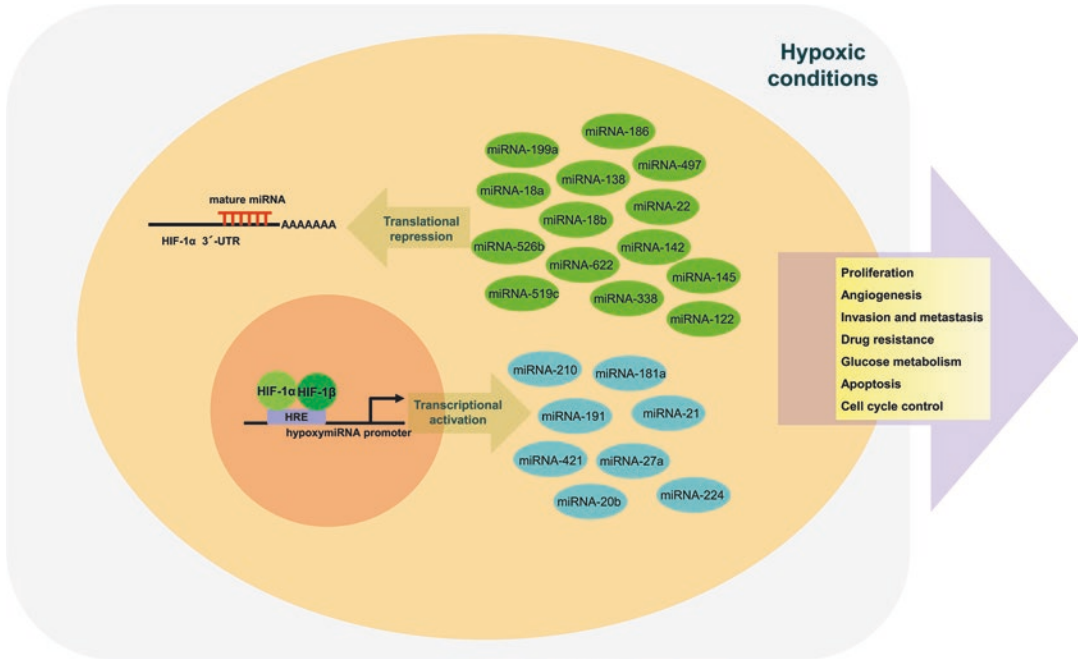 Hypoxic
conditions
miRNA-186
miRNA-199a
miRNA-497
miRNA-138
miRNA-18a
miRNA-22
miRNA-18b
miRNA-526b
miRNA-142
miRNA-622
miRNA-145
miRNA-519c
miRNA-338
miRNA-122
mature miRNA
AAAAAAA
HIF-1α 3´-UTR
Translational
repression
HIF-1α
HIF-1β
HRE
hypoxymiRNA promoter
Transcriptional
activation
miRNA-210
miRNA-181a
miRNA-191
miRNA-21
miRNA-421
miRNA-27a
miRNA-20b
miRNA-224
Proliferation
Angiogenesis
Invasion and metastasis
Drug resistance
Glucose metabolism
Apoptosis
Cell cycle control